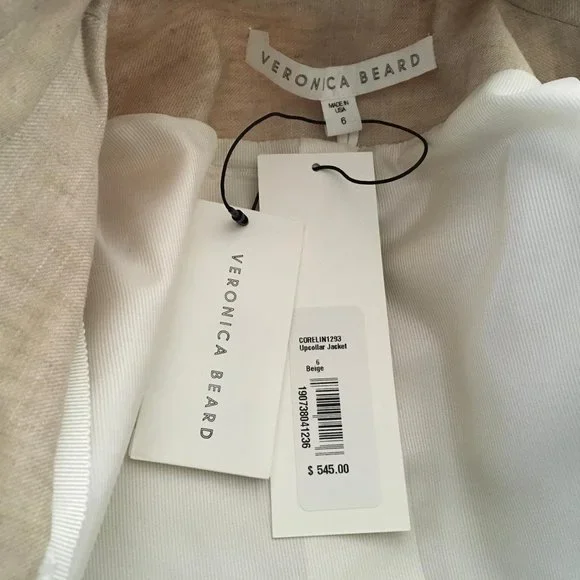 VERONICA BEARD
MADE IN
USA
6
VERONICA BEARD
CORELIN1293
Upcollar Jacket
6
Beige
190738041236
$ 545.00